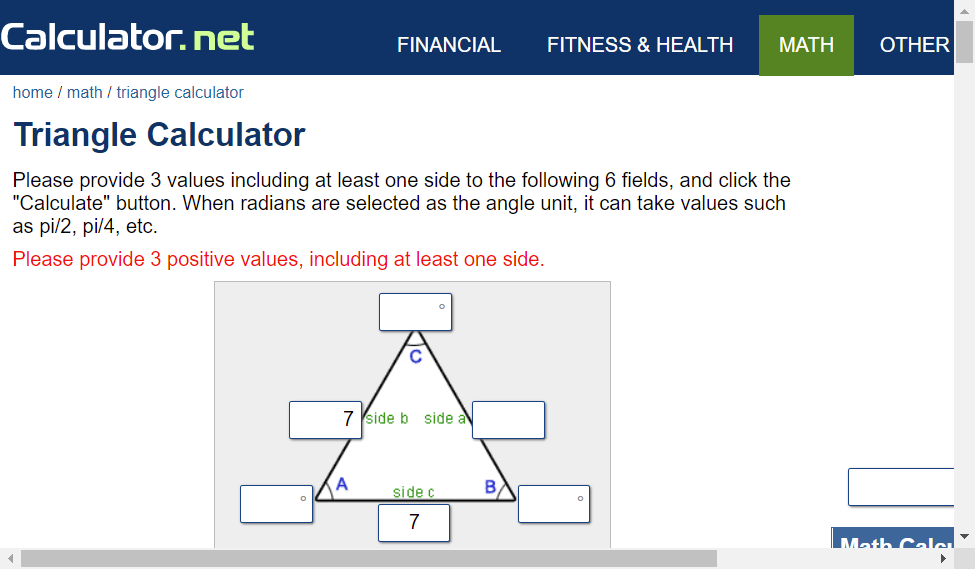 Calculator.net
FINANCIAL FITNESS & HEALTH MATH OTHER
home / math / triangle calculator
Triangle Calculator
Please provide 3 values including at least one side to the following 6 fields, and click the
"Calculate" button. When radians are selected as the angle unit, it can take values such
as pi/2, pi/4, etc.
Please provide 3 positive values, including at least one side.
°
C
7 side b side a
A B
° side c °
7
Math Calcu